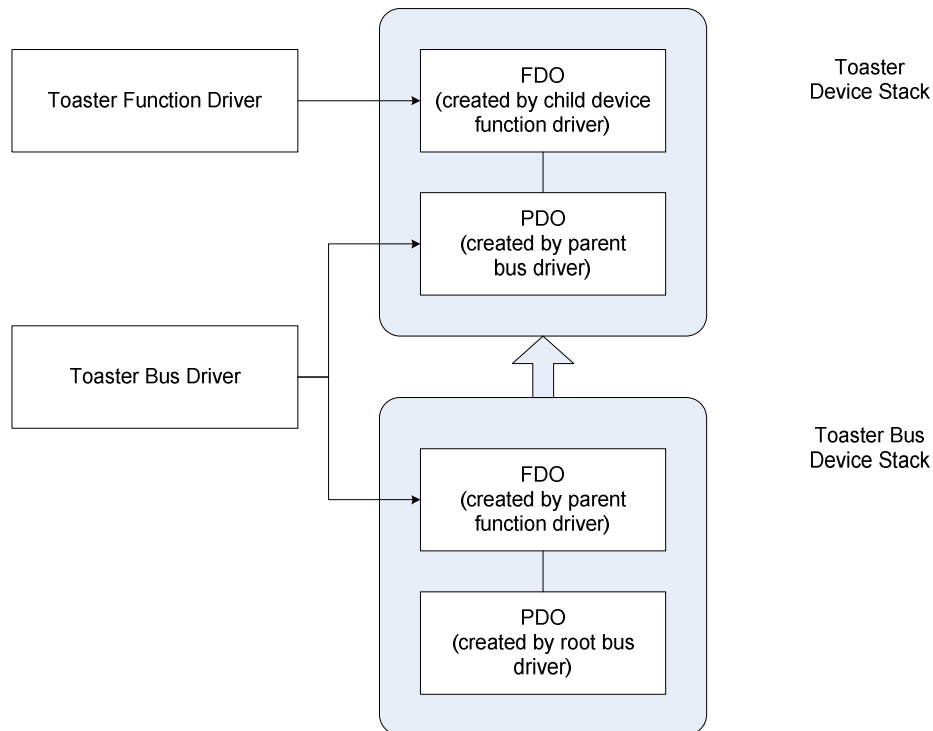 Toaster Function Driver
FDO
(created by child device
function driver)
Toaster
Device Stack
PDO
(created by parent
bus driver)
Toaster Bus Driver
Toaster Bus
Device Stack
FDO
(created by parent
function driver)
PDO
(created by root bus
driver)